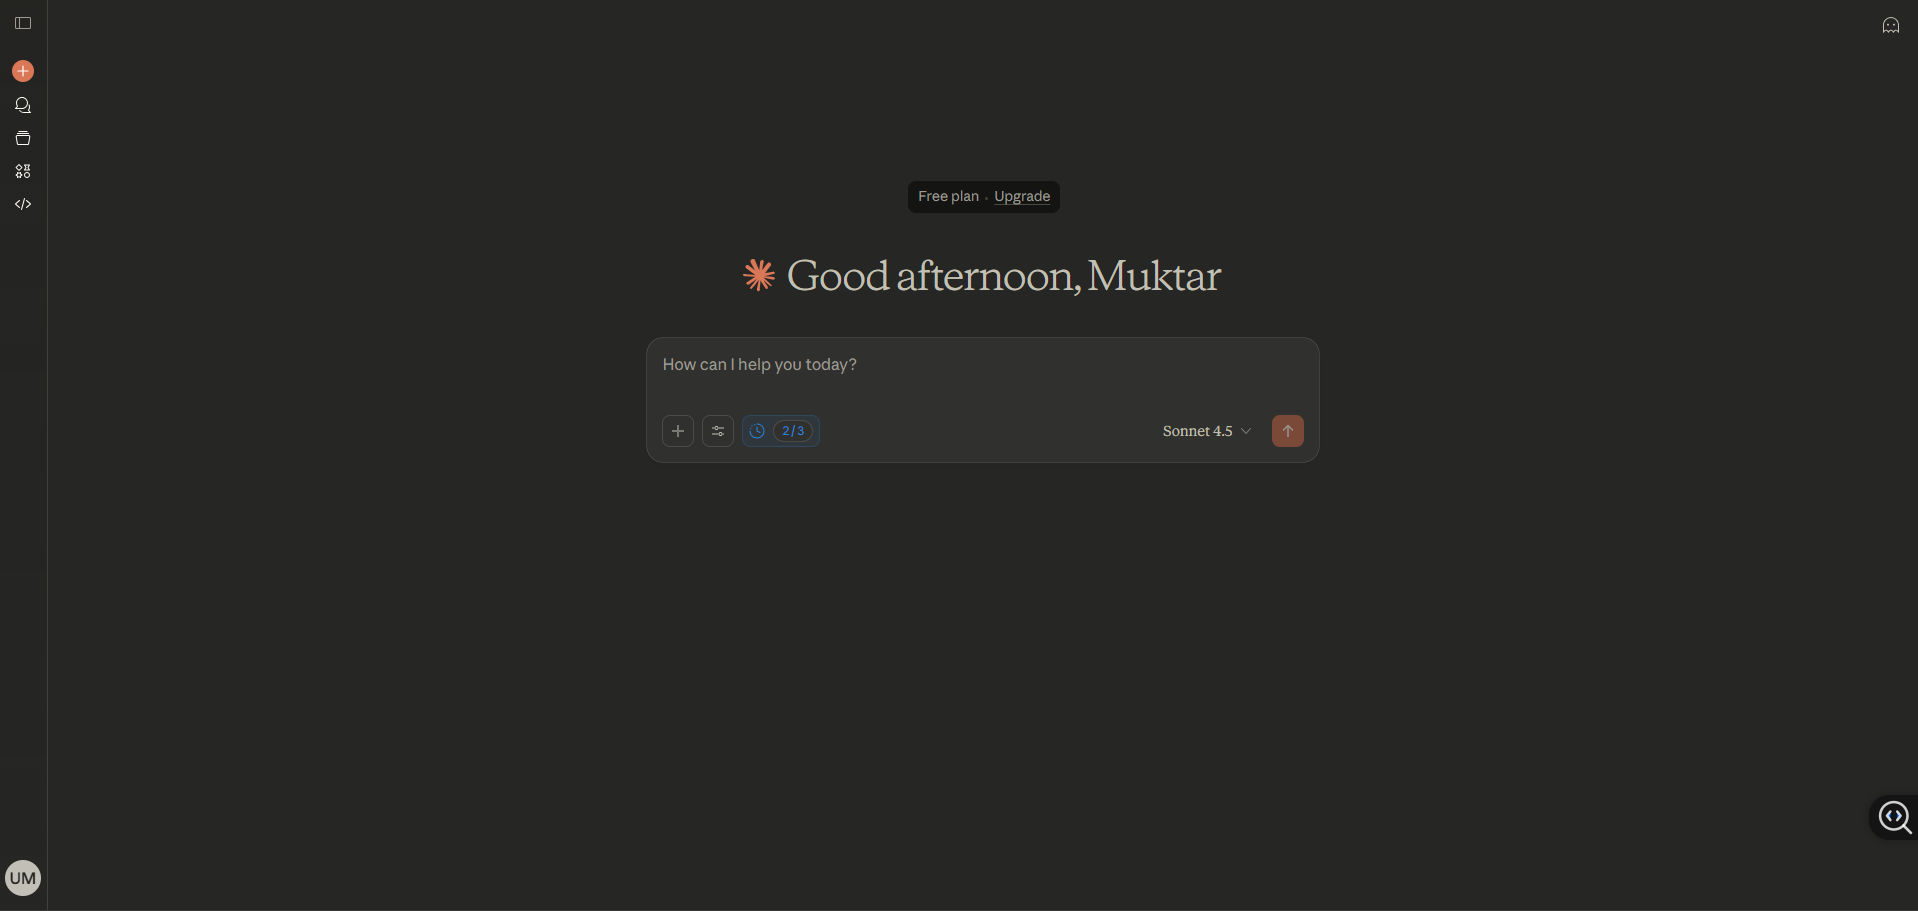 Free plan · Upgrade
Good afternoon, Muktar
How can I help you today?
2/3
Sonnet 4.5
UM